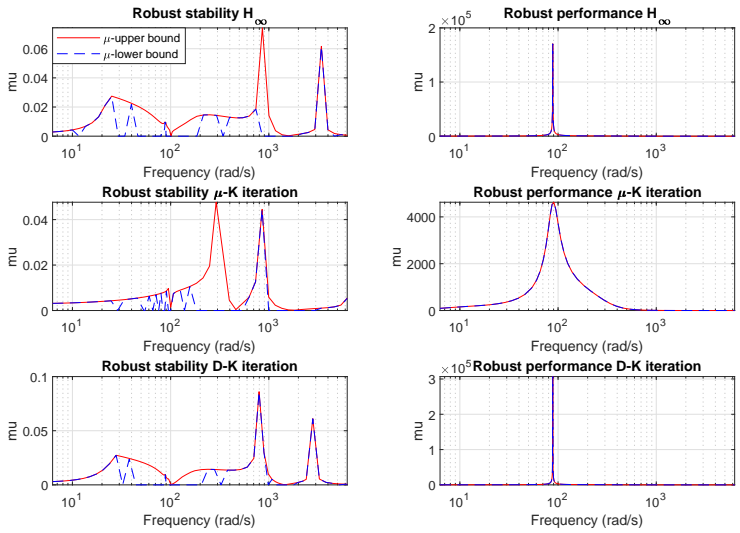 Robust stability H∞
0.06
0.04
0.02
0
mu
μ-upper bound
μ-lower bound
10^1
10^2
10^3
Frequency (rad/s)
Robust performance H∞
×10^5
2
1
0
mu
10^1
10^2
10^3
Frequency (rad/s)
Robust stability μ-K iteration
0.04
0.02
0
mu
10^1
10^2
10^3
Frequency (rad/s)
Robust performance μ-K iteration
4000
2000
0
mu
10^1
10^2
10^3
Frequency (rad/s)
Robust stability D-K iteration
0.1
0.05
0
mu
10^1
10^2
10^3
Frequency (rad/s)
×10^5 Robust performance D-K iteration
3
2
1
0
mu
10^1
10^2
10^3
Frequency (rad/s)